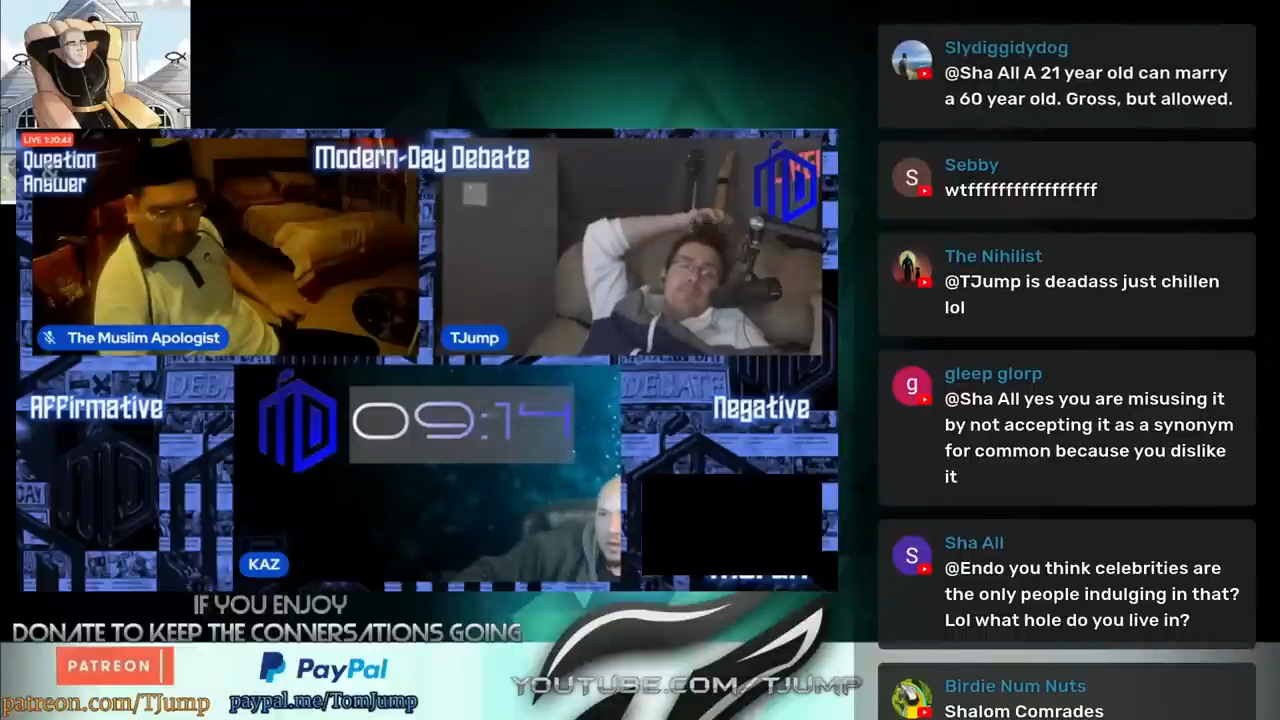 LIVE 1:20:43
Question
&
Answer
Modern-Day Debate
The Muslim Apologist
TJump
Affirmative
Negative
09:14
KAZ
IF YOU ENJOY
DONATE TO KEEP THE CONVERSATIONS GOING
PATREON
PayPal
patreon.com/TJump
paypal.me/TomJump
YOUTUBE.COM/TJUMP
Slydiggidydog
@Sha All A 21 year old can marry
a 60 year old. Gross, but allowed.
S
Sebby
wtfffffffffffffffff
The Nihilist
@TJump is deadass just chillen
lol
g
gleep glorp
@Sha All yes you are misusing it
by not accepting it as a synonym
for common because you dislike
it
S
Sha All
@Endo you think celebrities are
the only people indulging in that?
Lol what hole do you live in?
Birdie Num Nuts
Shalom Comrades